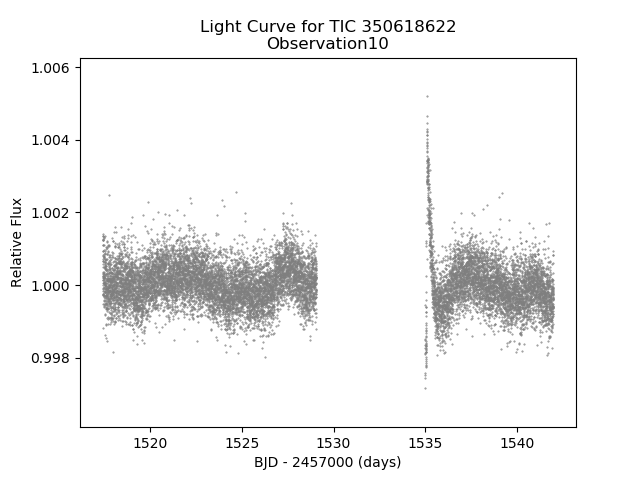 Light Curve for TIC 350618622
Observation10
1.006
1.004
1.002
1.000
0.998
Relative Flux
1520
1525
1530
1535
1540
BJD - 2457000 (days)